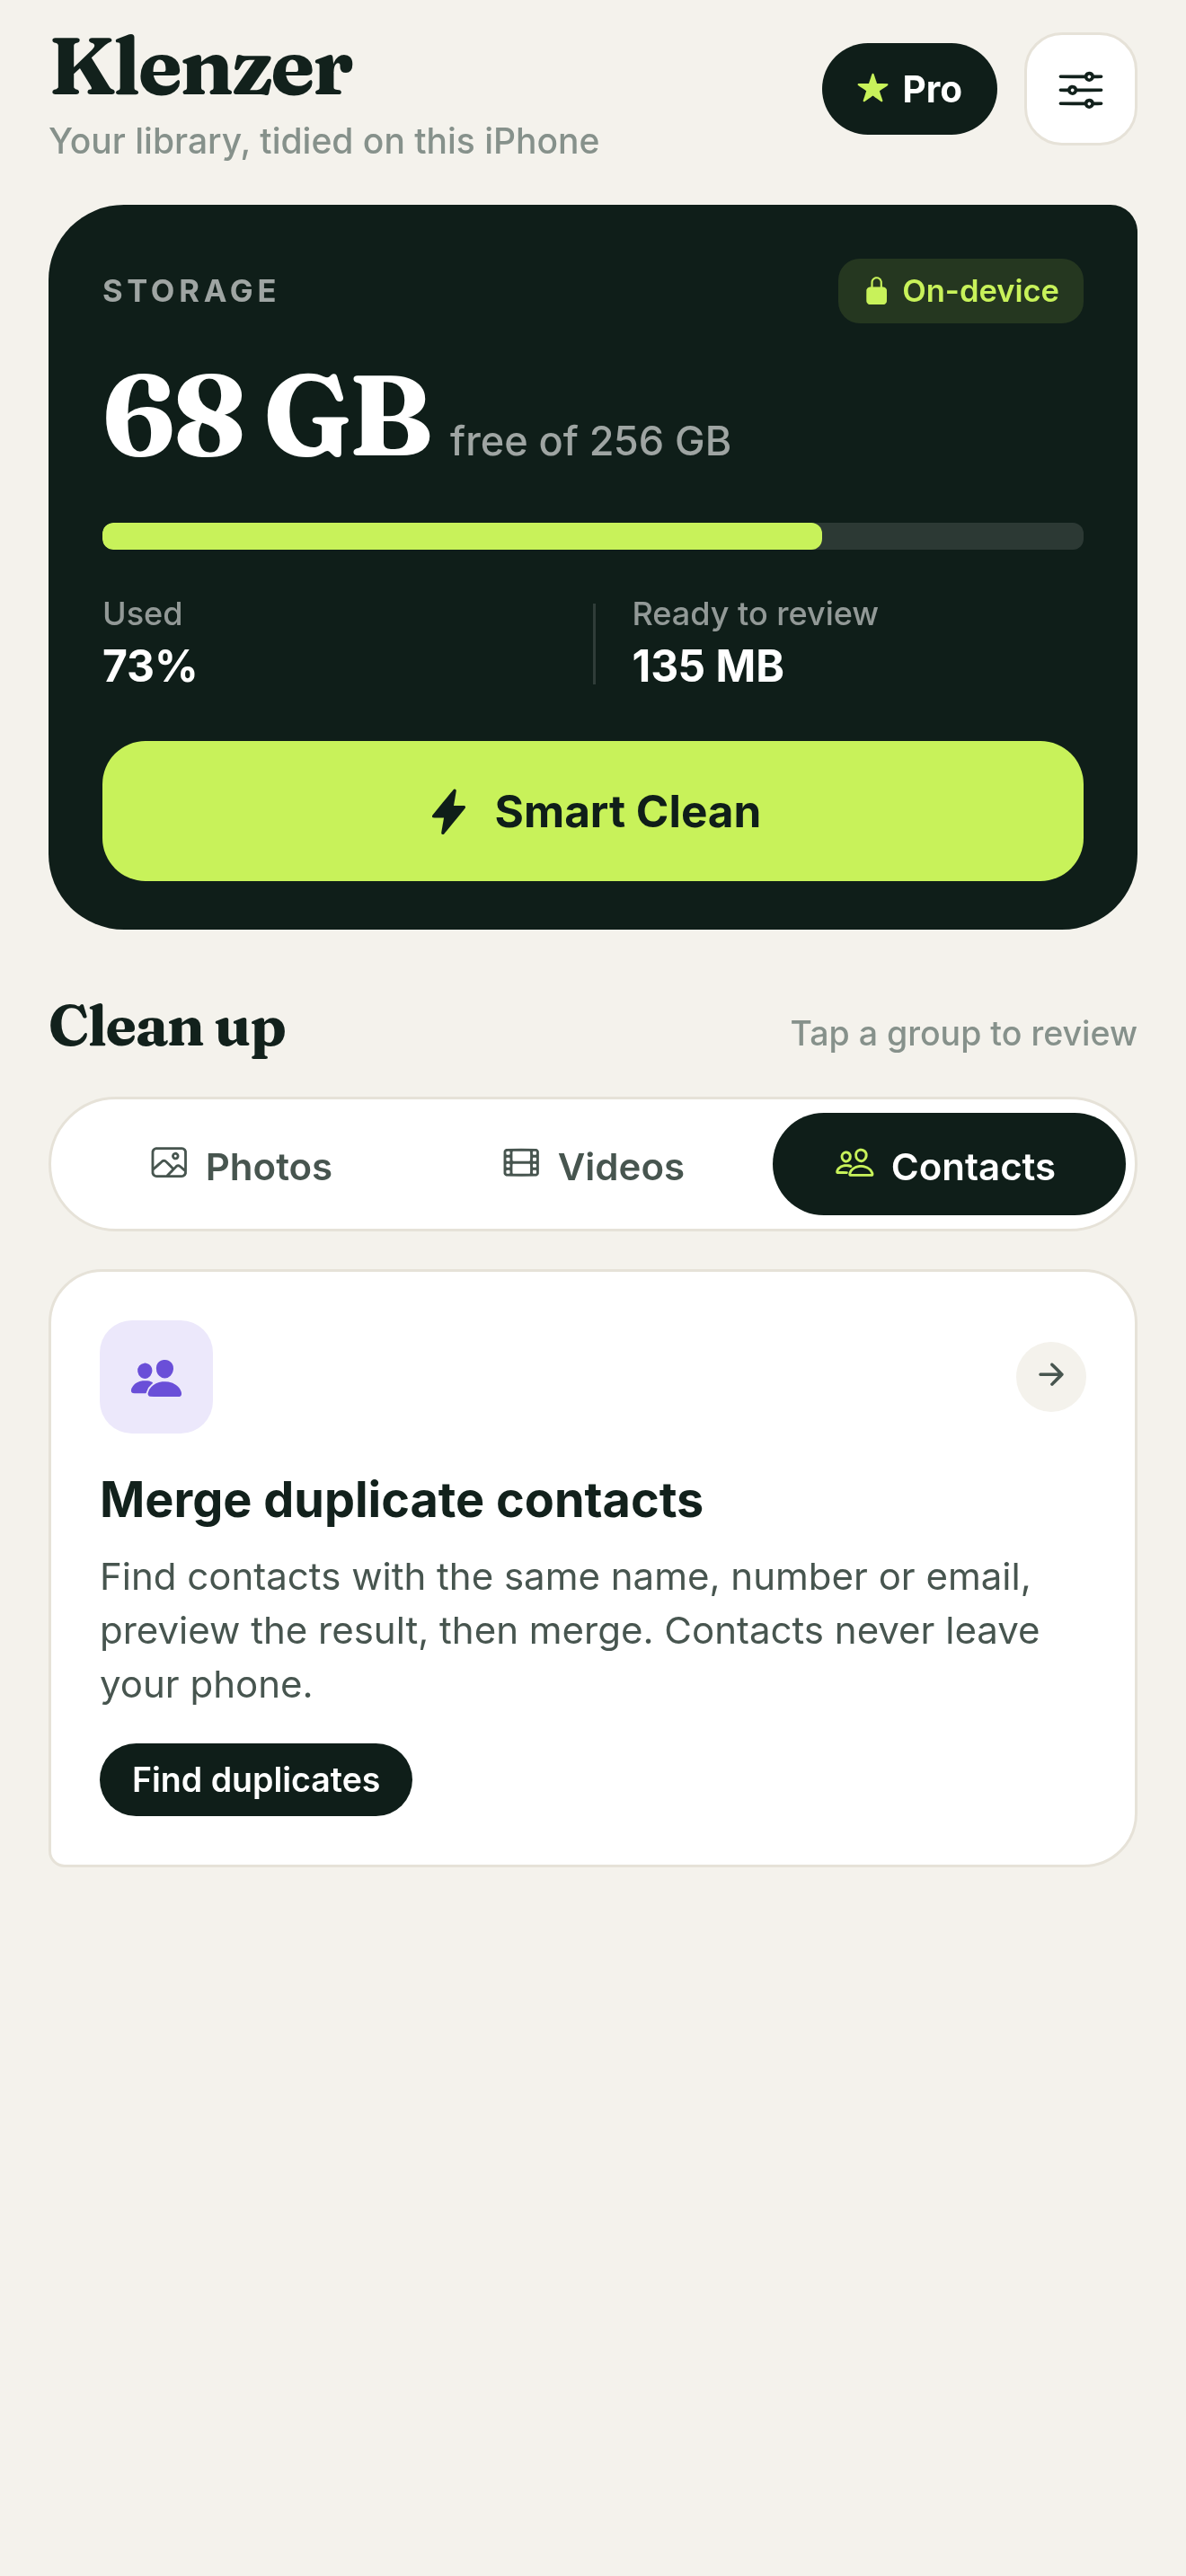 Klenzer
Your library, tidied on this iPhone
Pro
STORAGE
On-device
68 GB free of 256 GB
Used
73%
Ready to review
135 MB
Smart Clean
Clean up
Tap a group to review
Photos
Videos
Contacts
Merge duplicate contacts
Find contacts with the same name, number or email,
preview the result, then merge. Contacts never leave
your phone.
Find duplicates